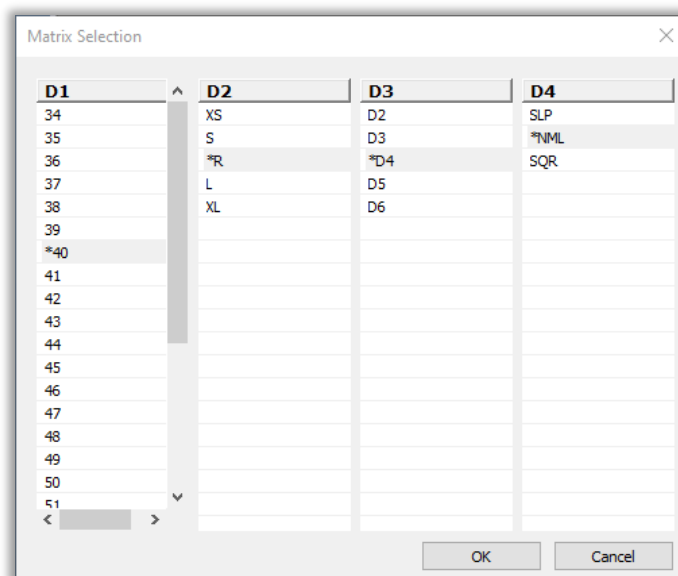 Matrix Selection
D1 D2 D3 D4
34 XS D2 SLP
35 S D3 *NML
36 *R *D4 SQR
37 L D5
38 XL D6
39
*40
41
42
43
44
45
46
47
48
49
50
51
OK Cancel